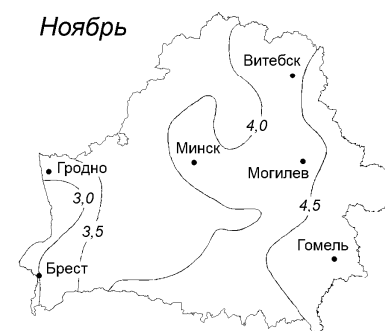 Ноябрь
Витебск
4,0
Минск
Могилев
Гродно
3,0
4,5
3,5
Гомель
Брест